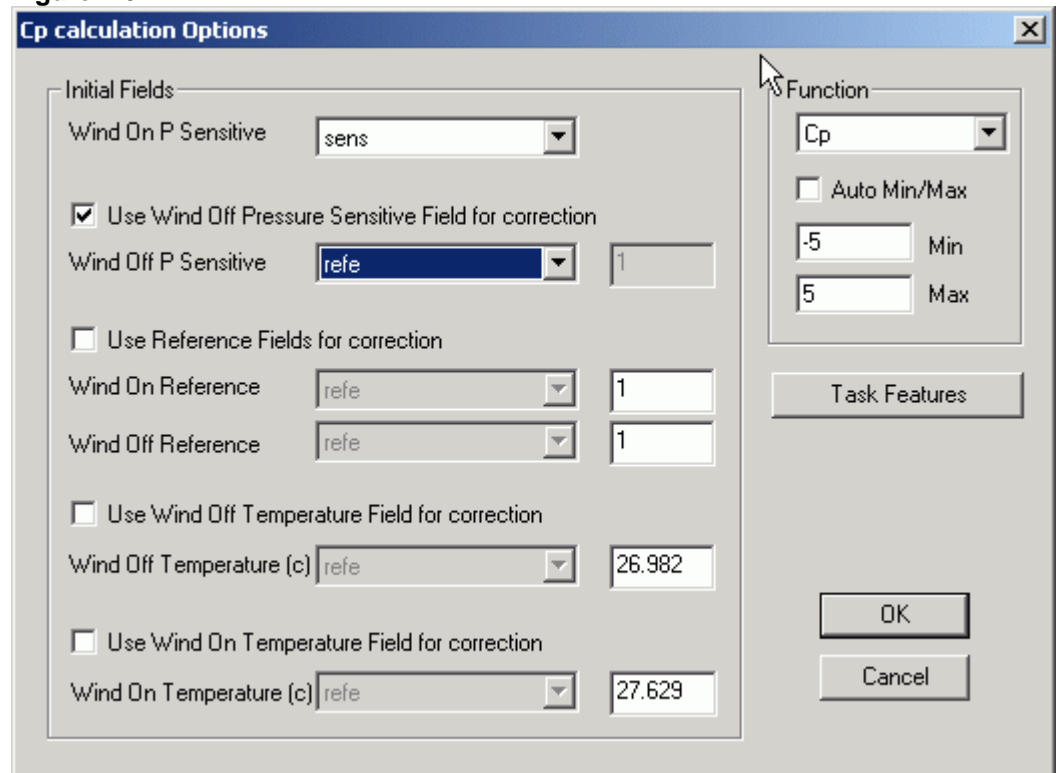 Cp calculation Options
Initial Fields
Wind On P Sensitive sens
Use Wind Off Pressure Sensitive Field for correction
Wind Off P Sensitive refe 1
Use Reference Fields for correction
Wind On Reference refe 1
Wind Off Reference refe 1
Use Wind Off Temperature Field for correction
Wind Off Temperature (c) refe 26.982
Use Wind On Temperature Field for correction
Wind On Temperature (c) refe 27.629
Function
Cp
Auto Min/Max
-5 Min
5 Max
Task Features
OK
Cancel